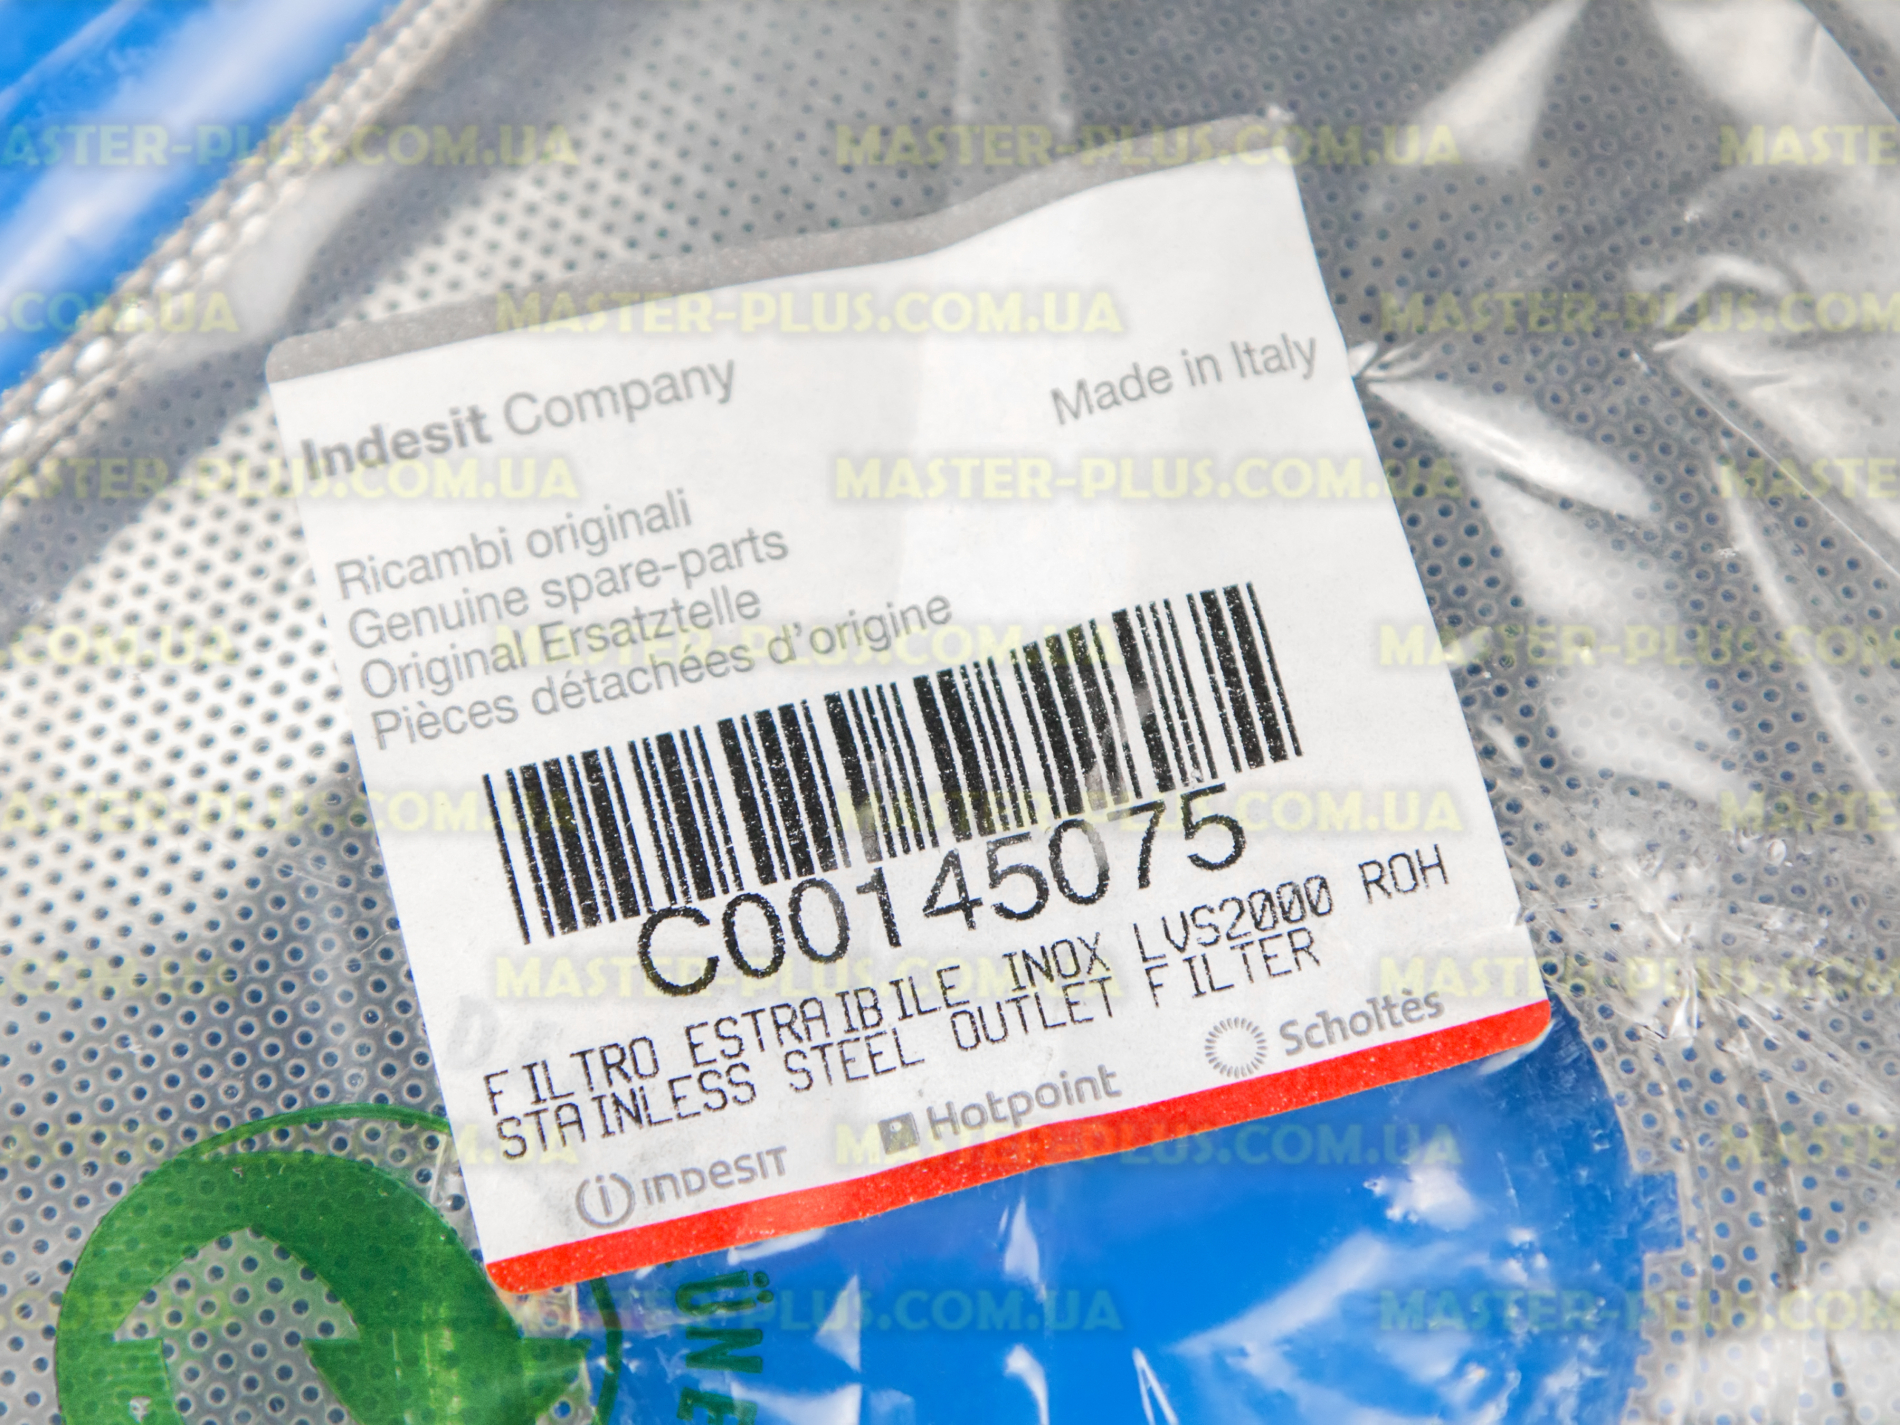 Indesit Company
Made in Italy
Ricambi originali
Genuine spare-parts
Original Ersatztelle
Pièces détachées d'origine
C00145075
FILTRO ESTRAIBILE INOX LVS2000 ROH
STAINLESS STEEL OUTLET FILTER
indesit
Hotpoint
Scholtès
MASTER-PLUS.COM.UA